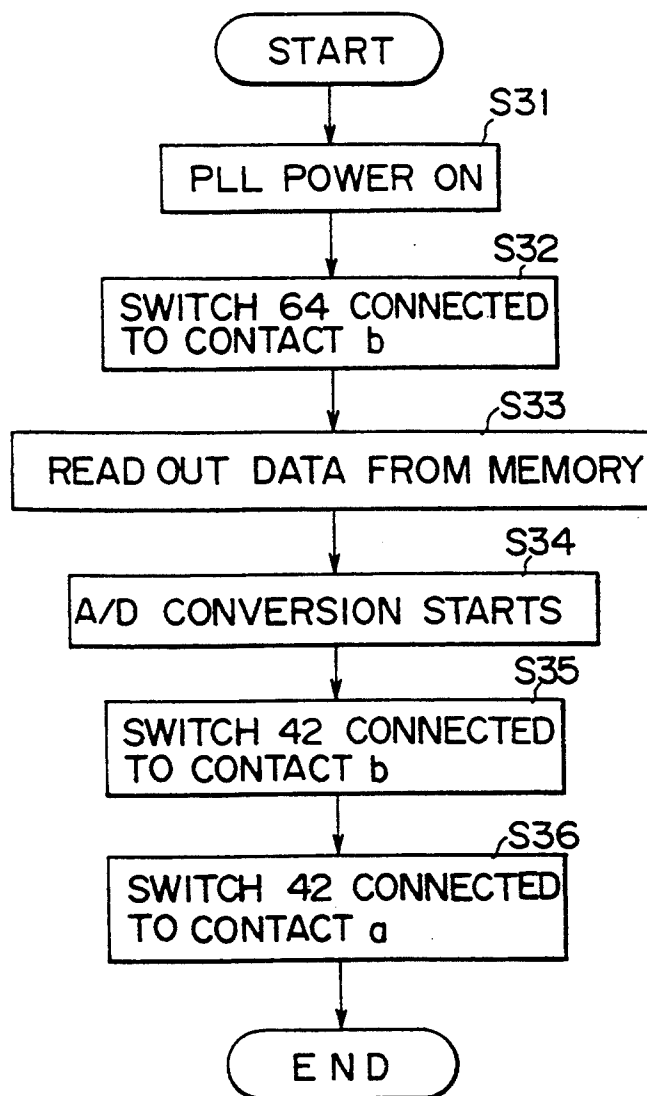 START
S31
PLL POWER ON
S32
SWITCH 64 CONNECTED
TO CONTACT b
S33
READ OUT DATA FROM MEMORY
S34
A/D CONVERSION STARTS
S35
SWITCH 42 CONNECTED
TO CONTACT b
S36
SWITCH 42 CONNECTED
TO CONTACT a
END